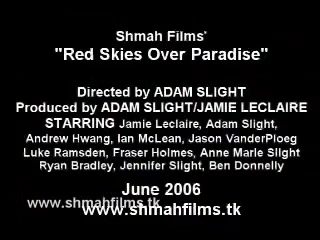 Shmah Films'
"Red Skies Over Paradise"
Directed by ADAM SLIGHT
Produced by ADAM SLIGHT/JAMIE LECLAIRE
STARRING Jamie Leclaire, Adam Slight,
Andrew Hwang, Ian McLean, Jason VanderPloeg
Luke Ramsden, Fraser Holmes, Anne Marie Slight
Ryan Bradley, Jennifer Slight, Ben Donnelly
June 2006
www.shmahfilms.tk
www.shmahfilms.tk